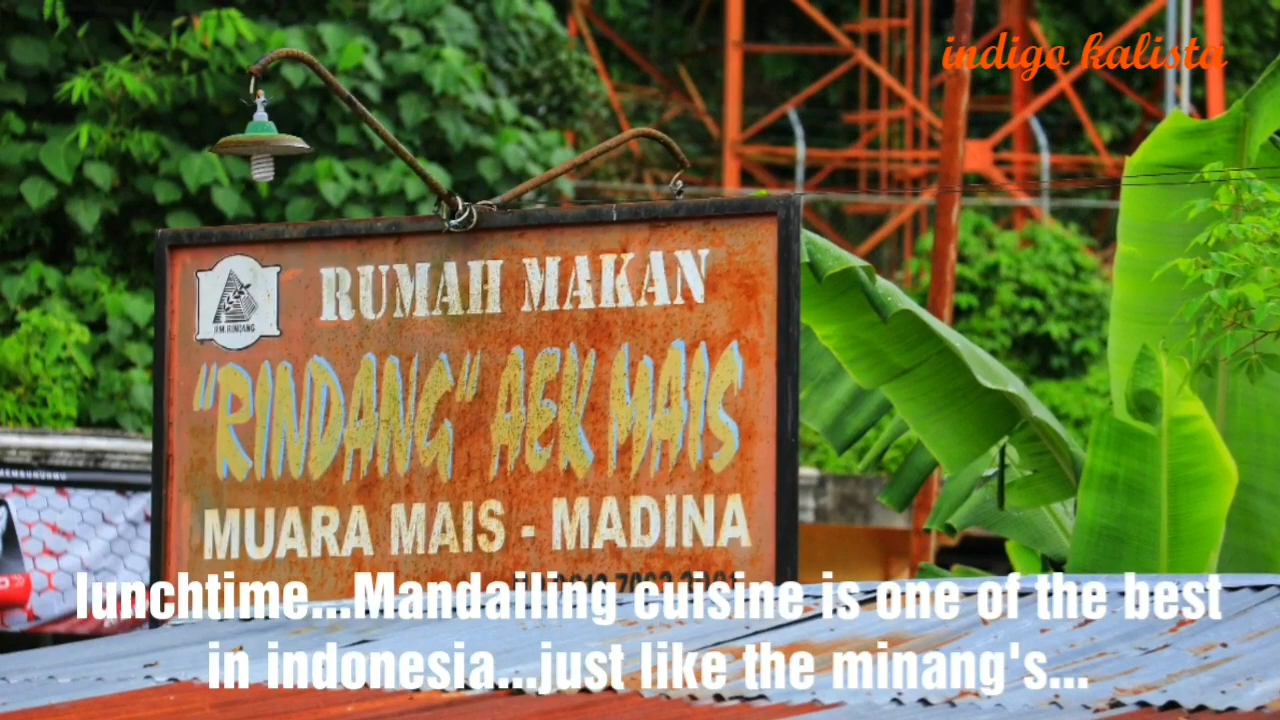 indigo kalista
RUMAH MAKAN
R.M. RINDANG
"RINDANG" AEK MAIS
MUARA MAIS - MADINA
lunchtime...Mandailing cuisine is one of the best
in indonesia...just like the minang's...